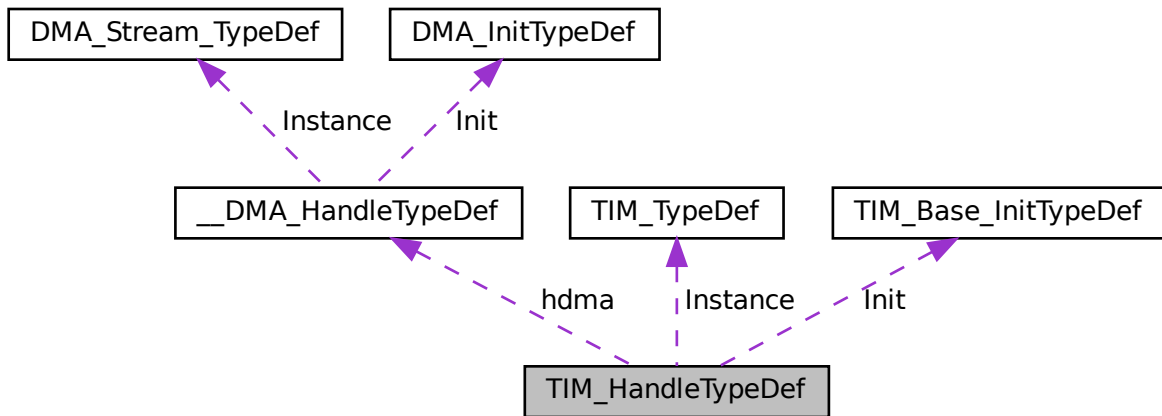 DMA_Stream_TypeDef
DMA_InitTypeDef
Instance
Init
__DMA_HandleTypeDef
TIM_TypeDef
TIM_Base_InitTypeDef
hdma
Instance
Init
TIM_HandleTypeDef